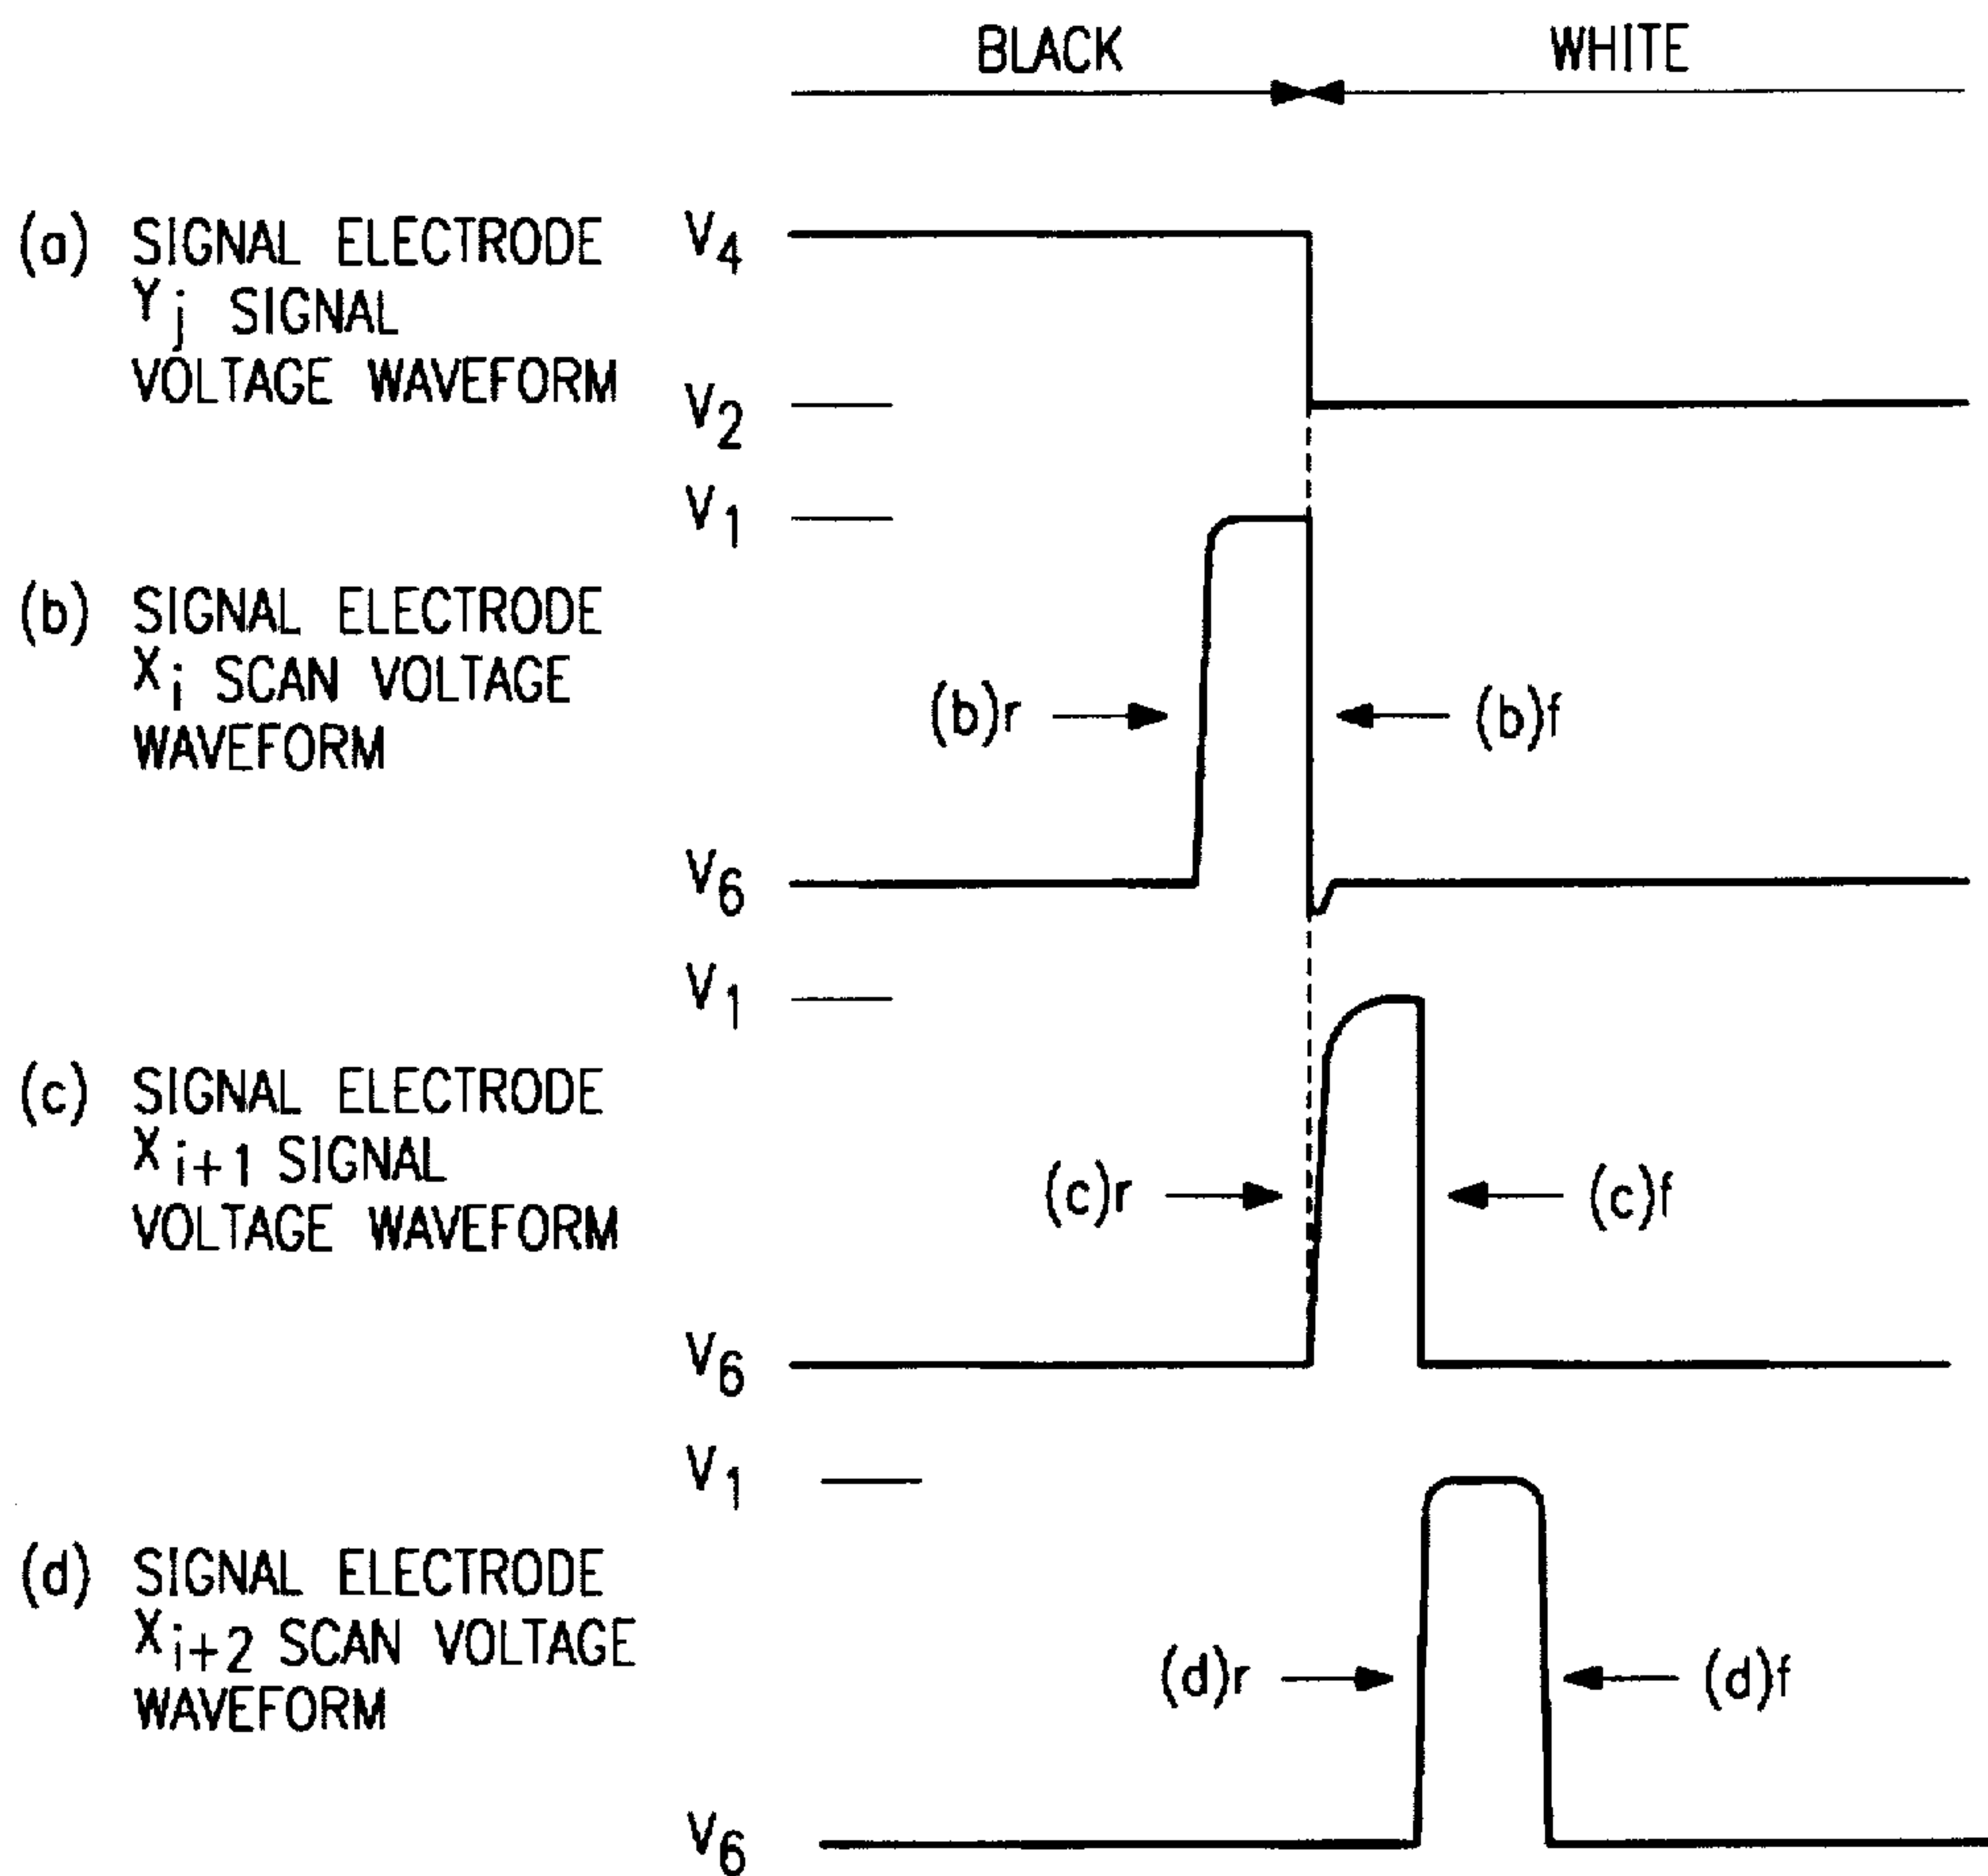 BLACK WHITE
(a) SIGNAL ELECTRODE
Yj SIGNAL
VOLTAGE WAVEFORM
V4
V2
V1
(b) SIGNAL ELECTRODE
Xi SCAN VOLTAGE
WAVEFORM
(b)r (b)f
V6
V1
(c) SIGNAL ELECTRODE
Xi+1 SIGNAL
VOLTAGE WAVEFORM
(c)r (c)f
V6
V1
(d) SIGNAL ELECTRODE
Xi+2 SCAN VOLTAGE
WAVEFORM
(d)r (d)f
V6